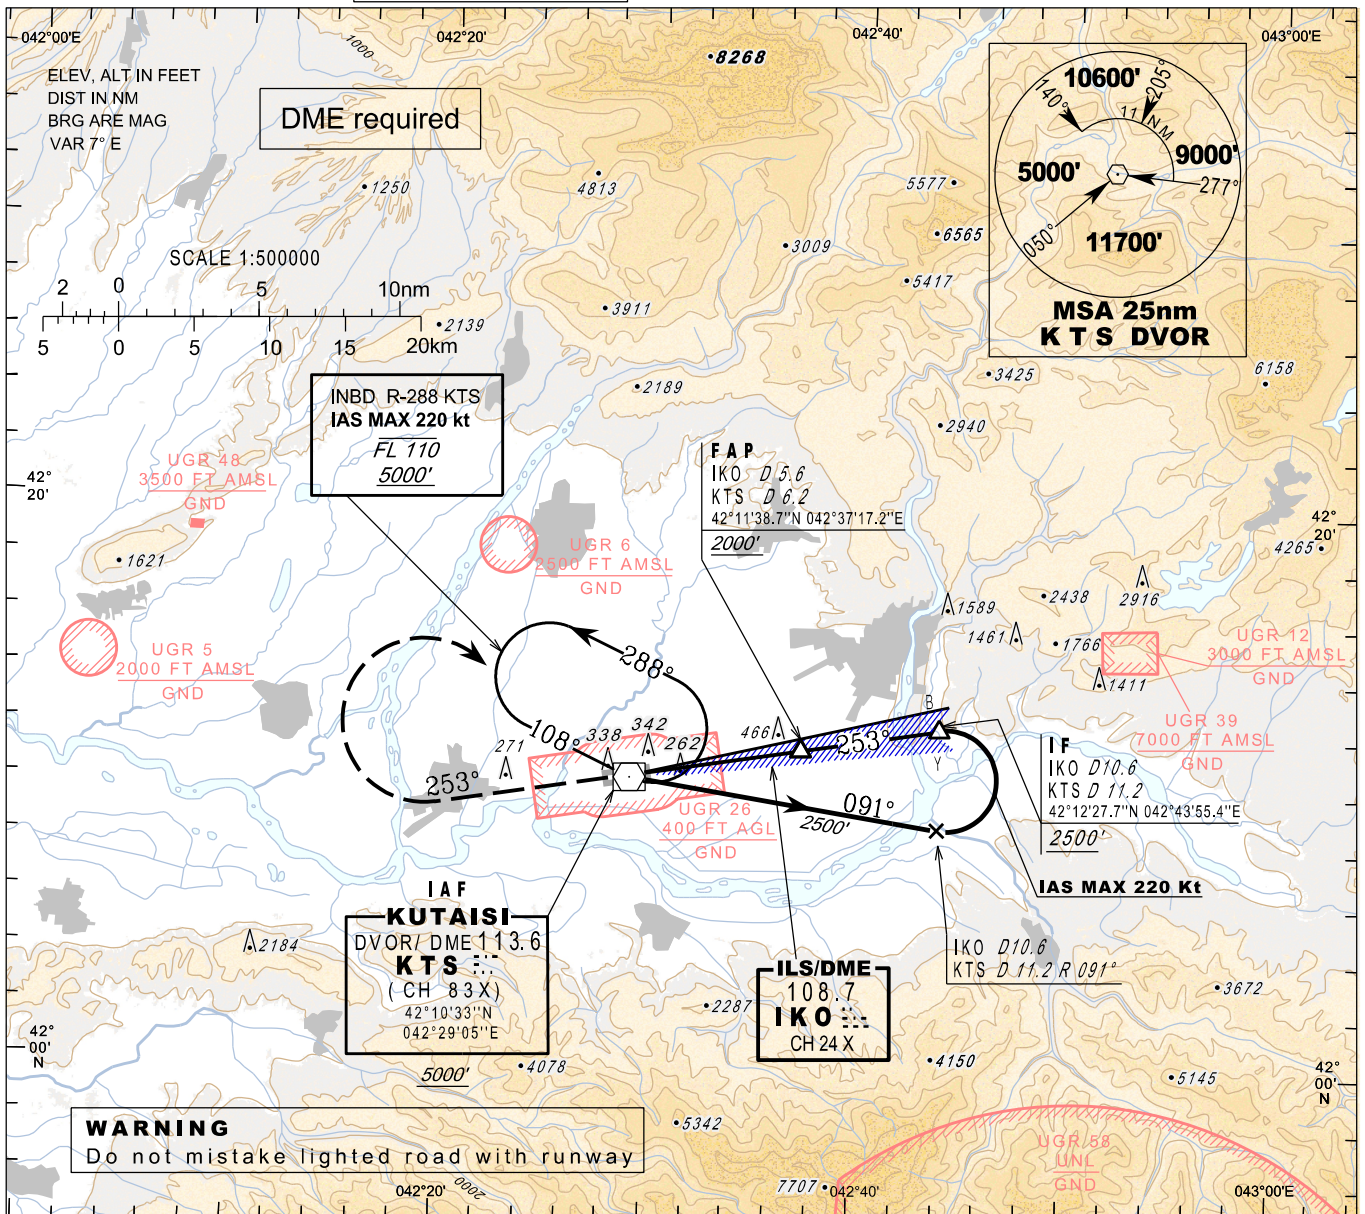 042°00'E
042°20'
042°40'
043°00'E
ELEV, ALT IN FEET
DIST IN NM
BRG ARE MAG
VAR 7° E
DME required
1000
8268
10600'
140°
205°
11 NM
5000'
9000'
277°
050°
11700'
MSA 25nm
KTS DVOR
1250
4813
5577
6565
3009
5417
SCALE 1:500000
2 0 5 10nm
5 0 5 10 15 20km
3911
2139
2189
3425
6158
2940
INBD R-288 KTS
IAS MAX 220 kt
FL 110
5000'
FAP
IKO D 5.6
KTS D 6.2
42°11'38.7''N 042°37'17.2''E
2000'
UGR 48
3500 FT AMSL
GND
42°
20'
42°
20'
4265
1621
UGR 6
2500 FT AMSL
GND
2916
2438
1589
1461
1766
1411
UGR 5
2000 FT AMSL
GND
UGR 12
3000 FT AMSL
GND
UGR 39
7000 FT AMSL
GND
288°
108°
338
342
262
271
466
253°
253°
B
Y
IF
IKO D10.6
KTS D 11.2
42°12'27.7''N 042°43'55.4''E
2500'
UGR 26
400 FT AGL
GND
091°
2500'
IAS MAX 220 Kt
IAF
KUTAISI
DVOR/ DME 113.6
KTS
(CH 83X)
42°10'33''N
042°29'05''E
5000'
2184
ILS/DME
108.7
IKO
CH 24 X
IKO D10.6
KTS D 11.2 R 091°
3672
2287
42°
00'
N
42°
00'
N
4078
4150
5145
5342
WARNING
Do not mistake lighted road with runway
UGR 58
UNL
GND
7707
042°20'
2000
042°40'
043°00'E